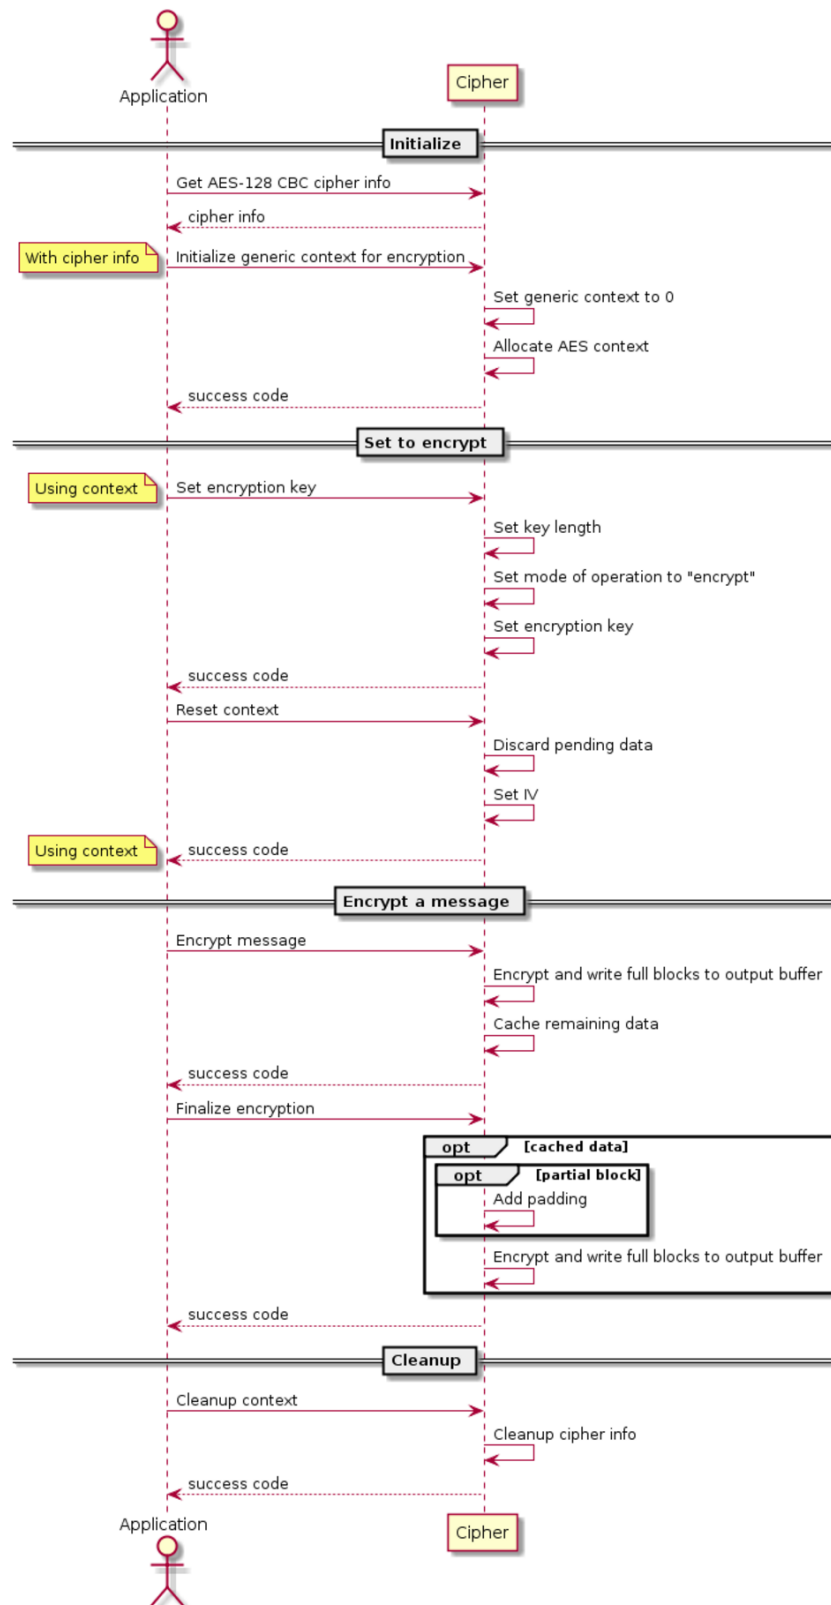 Application
Cipher
Initialize
Get AES-128 CBC cipher info
cipher info
With cipher info
Initialize generic context for encryption
Set generic context to 0
Allocate AES context
success code
Set to encrypt
Using context
Set encryption key
Set key length
Set mode of operation to "encrypt"
Set encryption key
success code
Reset context
Discard pending data
Set IV
Using context
success code
Encrypt a message
Encrypt message
Encrypt and write full blocks to output buffer
Cache remaining data
success code
Finalize encryption
opt [cached data]
opt [partial block]
Add padding
Encrypt and write full blocks to output buffer
success code
Cleanup
Cleanup context
Cleanup cipher info
success code
Application
Cipher